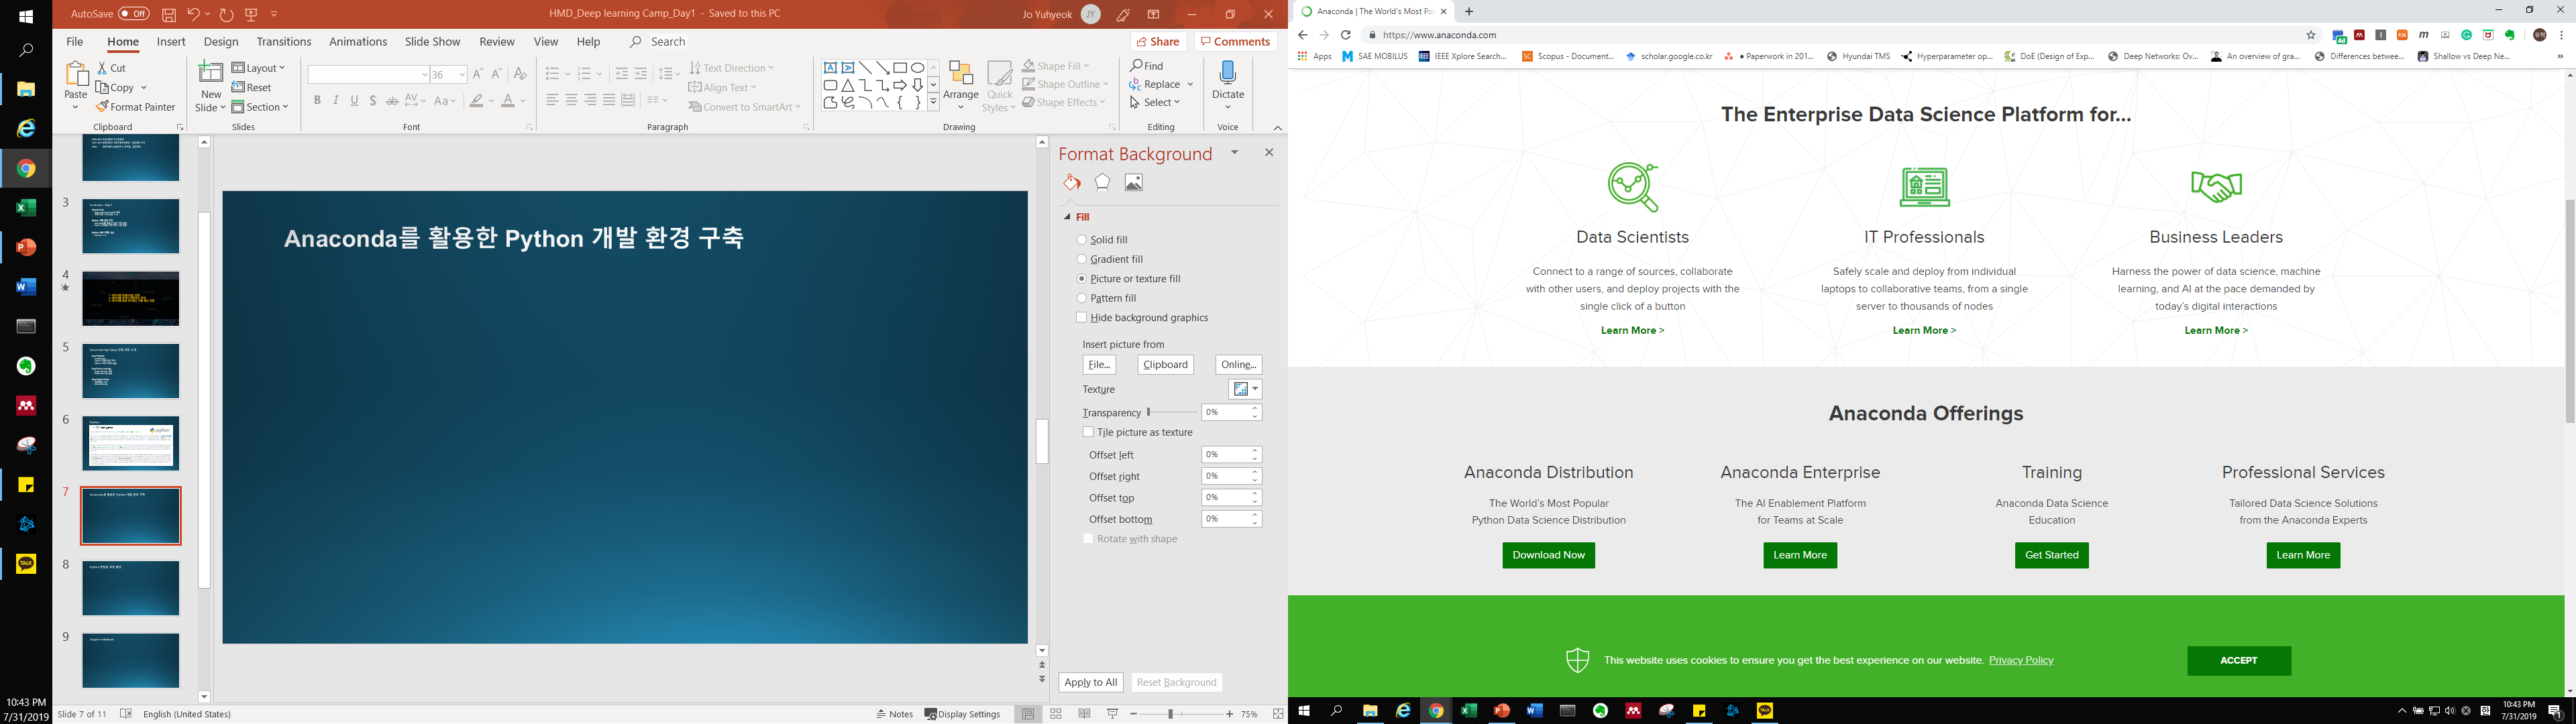 AutoSave Off
HMD_Deep learning Camp_Day1 - Saved to this PC
Jo Yuhyeok JY
File Home Insert Design Transitions Animations Slide Show Review View Help Search
Share Comments
Paste
Cut
Copy
Format Painter
Clipboard
New Slide
Layout
Reset
Section
Slides
36
B I U S ab AV Aa A
Font
Text Direction
Align Text
Convert to SmartArt
Paragraph
Arrange
Quick Styles
Shape Fill
Shape Outline
Shape Effects
Drawing
Find
Replace
Select
Editing
Dictate
Voice
3
4
5
6
7
8
9
Anaconda를 활용한 Python 개발 환경 구축
Format Background
Fill
Solid fill
Gradient fill
Picture or texture fill
Pattern fill
Hide background graphics
Insert picture from
File... Clipboard Online...
Texture
Transparency 0%
Tile picture as texture
Offset left 0%
Offset right 0%
Offset top 0%
Offset bottom 0%
Rotate with shape
Apply to All Reset Background
Slide 7 of 11 English (United States)
Notes Display Settings 75%
10:43 PM
7/31/2019
Anaconda | The World's Most Po
https://www.anaconda.com
Apps SAE MOBILUS IEEE Xplore Search... Scopus - Document... scholar.google.co.kr Paperwork in 201... Hyundai TMS Hyperparameter op... DoE (Design of Exp... Deep Networks: Ov... An overview of gra... Differences betwee... Shallow vs Deep Ne...
The Enterprise Data Science Platform for...
Data Scientists
Connect to a range of sources, collaborate
with other users, and deploy projects with the
single click of a button
Learn More >
IT Professionals
Safely scale and deploy from individual
laptops to collaborative teams, from a single
server to thousands of nodes
Learn More >
Business Leaders
Harness the power of data science, machine
learning, and AI at the pace demanded by
today's digital interactions
Learn More >
Anaconda Offerings
Anaconda Distribution
The World's Most Popular
Python Data Science Distribution
Download Now
Anaconda Enterprise
The AI Enablement Platform
for Teams at Scale
Learn More
Training
Anaconda Data Science
Education
Get Started
Professional Services
Tailored Data Science Solutions
from the Anaconda Experts
Learn More
This website uses cookies to ensure you get the best experience on our website. Privacy Policy
ACCEPT
10:43 PM
7/31/2019